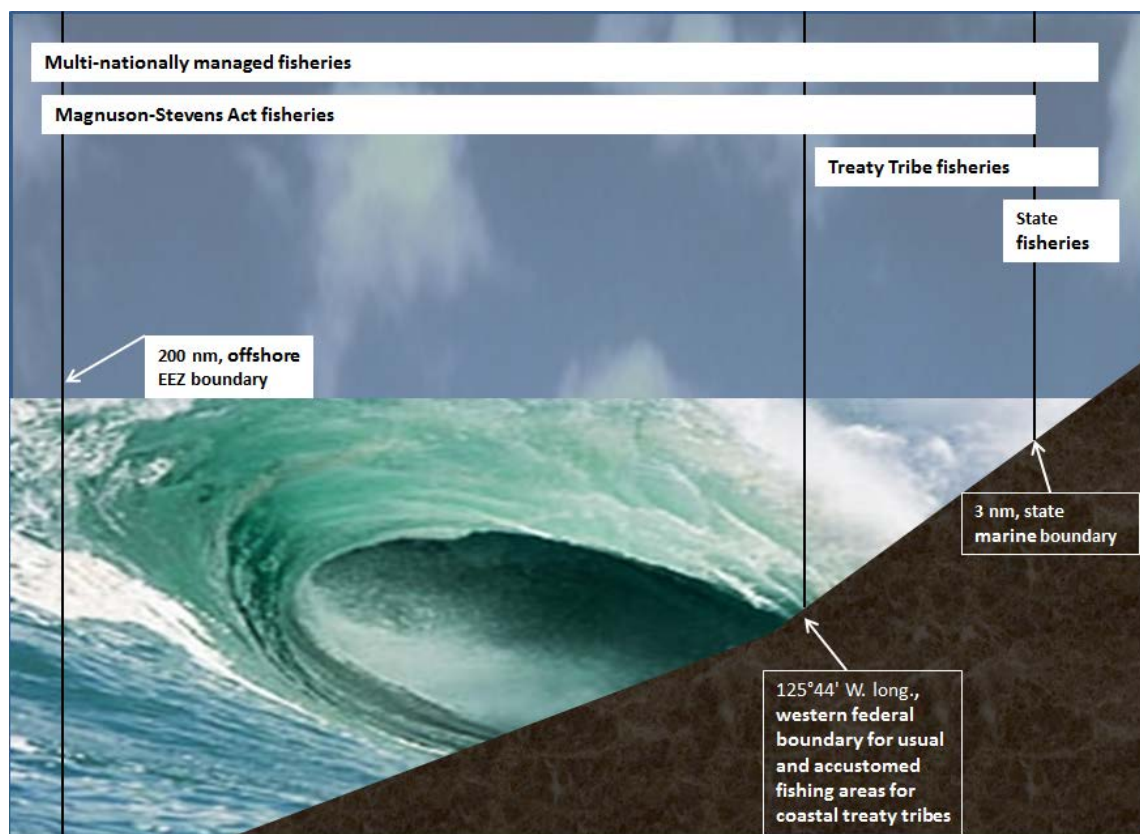 Multi-nationally managed fisheries
Magnuson-Stevens Act fisheries
Treaty Tribe fisheries
State
fisheries
200 nm, offshore
EEZ boundary
3 nm, state
marine boundary
125°44' W. long.,
western federal
boundary for usual
and accustomed
fishing areas for
coastal treaty tribes